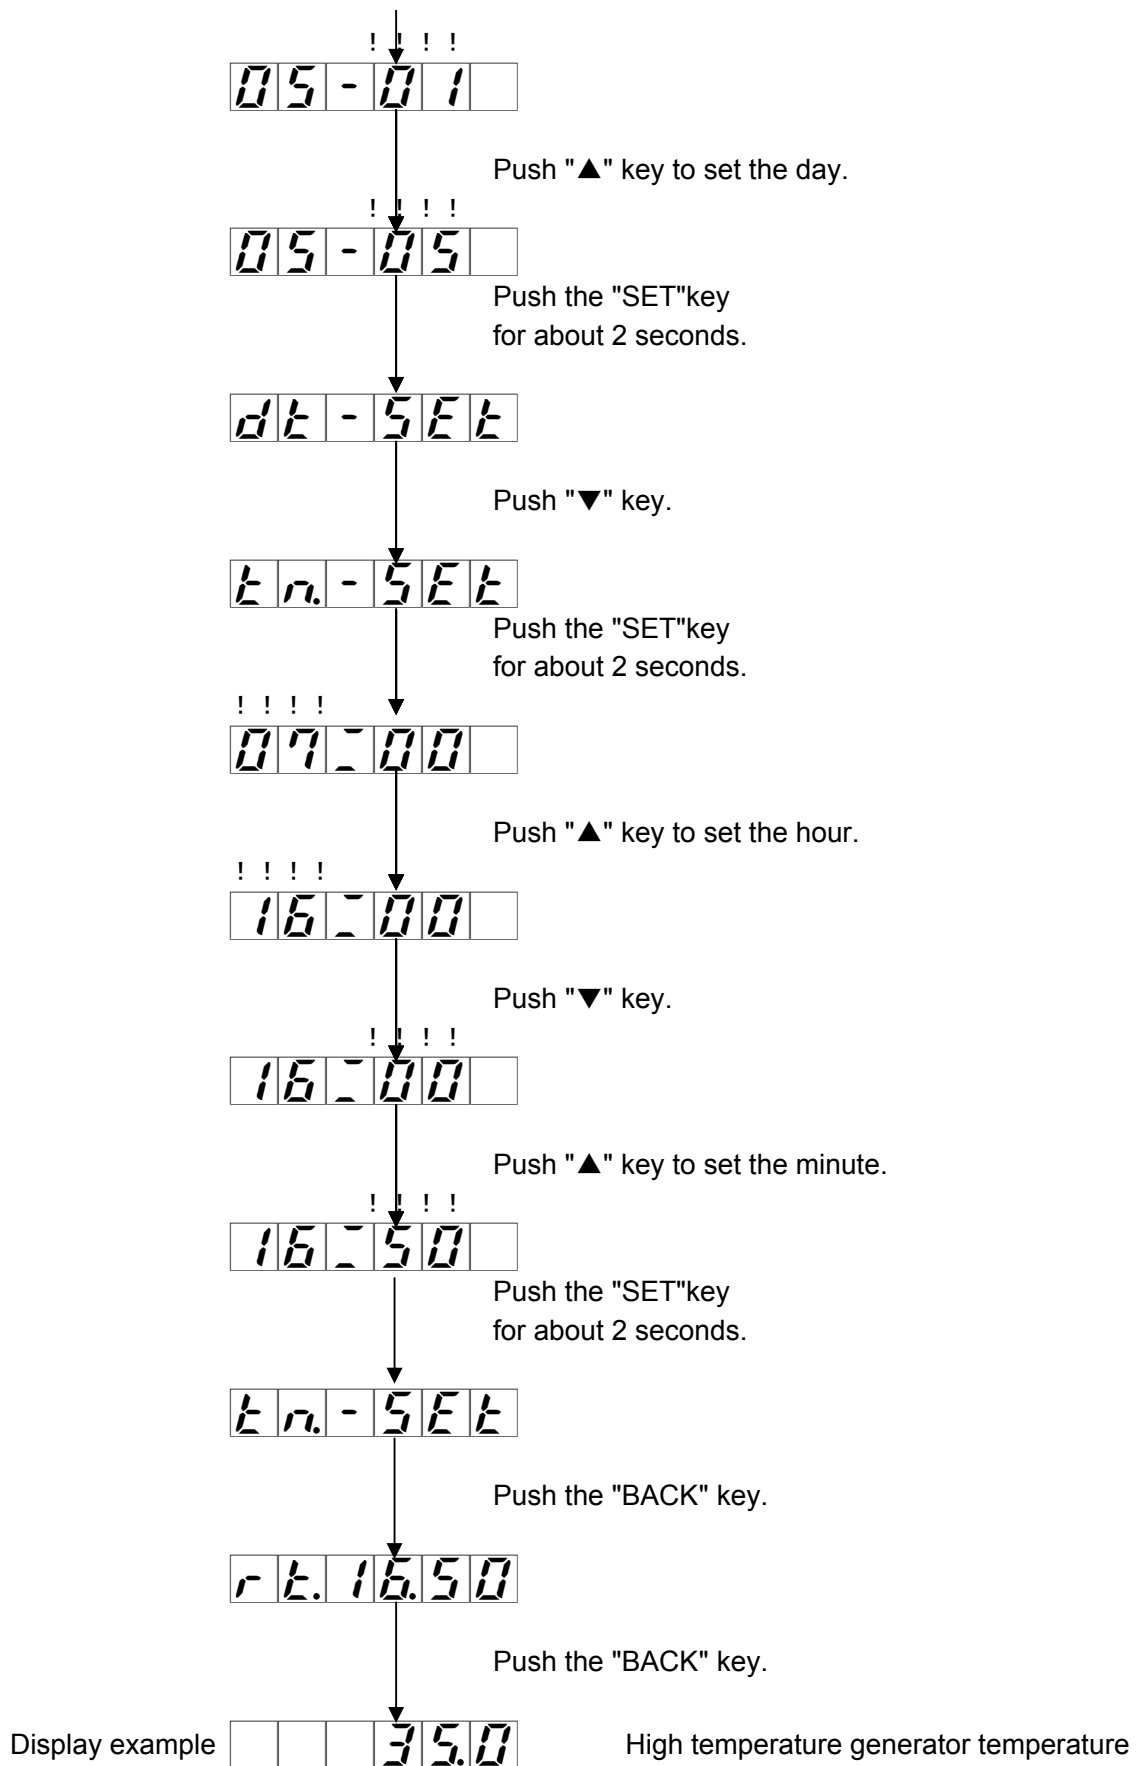 ! ! ! !
05-01
Push "▲" key to set the day.
! ! ! !
05-05
Push the "SET"key
for about 2 seconds.
dt-SEt
Push "▼" key.
tn.-SEt
Push the "SET"key
for about 2 seconds.
! ! ! !
07:00
Push "▲" key to set the hour.
! ! ! !
16:00
Push "▼" key.
! ! ! !
16:00
Push "▲" key to set the minute.
! ! ! !
16:50
Push the "SET"key
for about 2 seconds.
tn.-SEt
Push the "BACK" key.
rt.16.50
Push the "BACK" key.
Display example 35.0 High temperature generator temperature